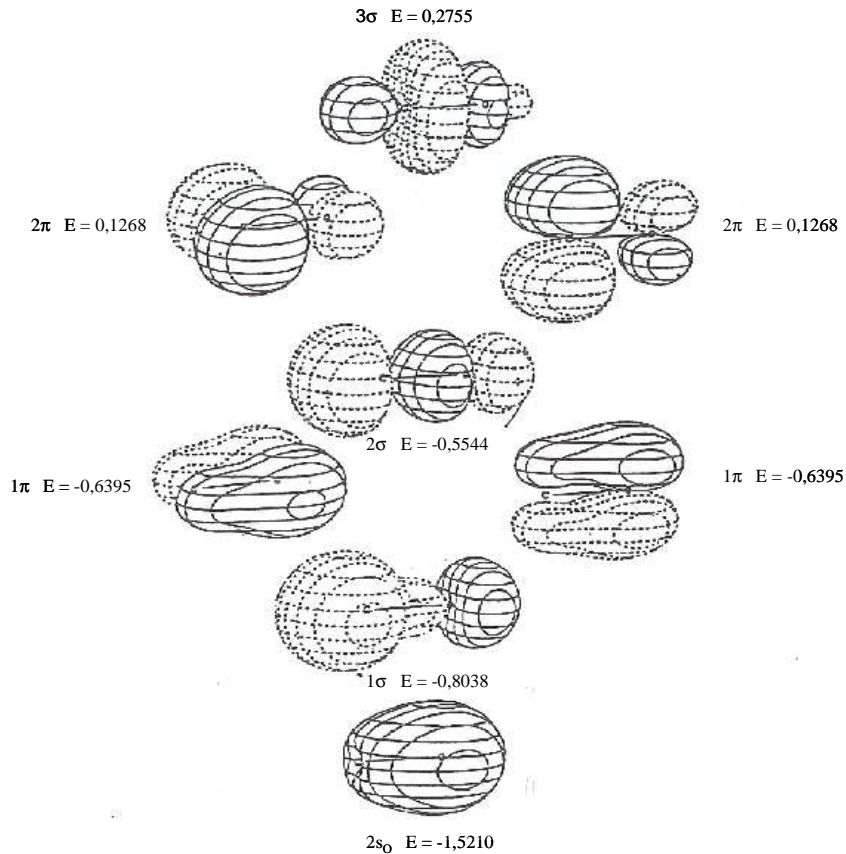 3σ E = 0,2755
2π E = 0,1268
2π E = 0,1268
2σ E = -0,5544
1π E = -0,6395
1π E = -0,6395
1σ E = -0,8038
2s₀ E = -1,5210